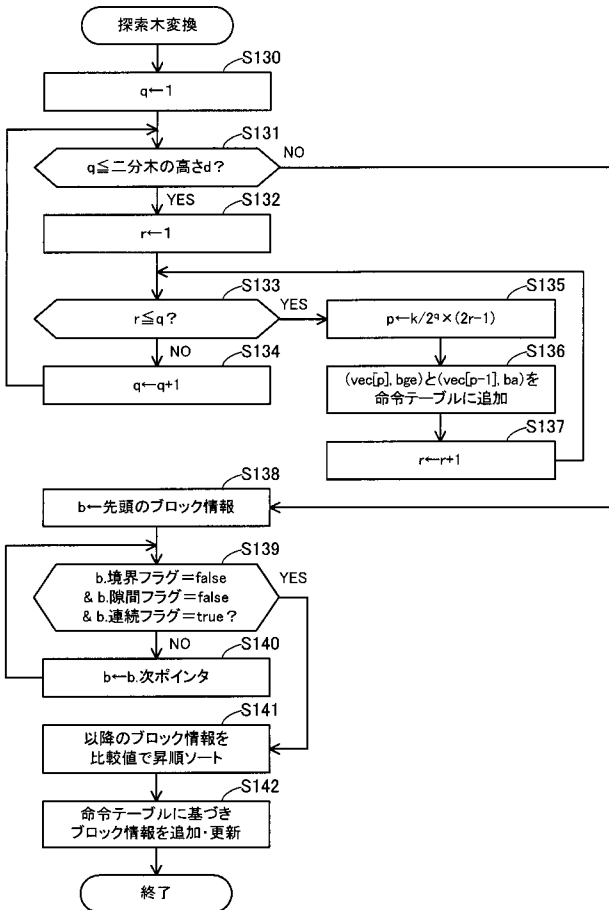 探索木変換
S130
q←1
S131
q≦二分木の高さd?
NO
YES
S132
r←1
S133
r≦q?
YES
NO
S134
q←q+1
S135
p←k/2^q×(2r-1)
S136
(vec[p], bge)と(vec[p-1], ba)を
命令テーブルに追加
S137
r←r+1
S138
b←先頭のブロック情報
S139
b.境界フラグ=false
& b.隙間フラグ=false
& b.連続フラグ=true?
YES
NO
S140
b←b.次ポインタ
S141
以降のブロック情報を
比較値で昇順ソート
S142
命令テーブルに基づき
ブロック情報を追加・更新
終了